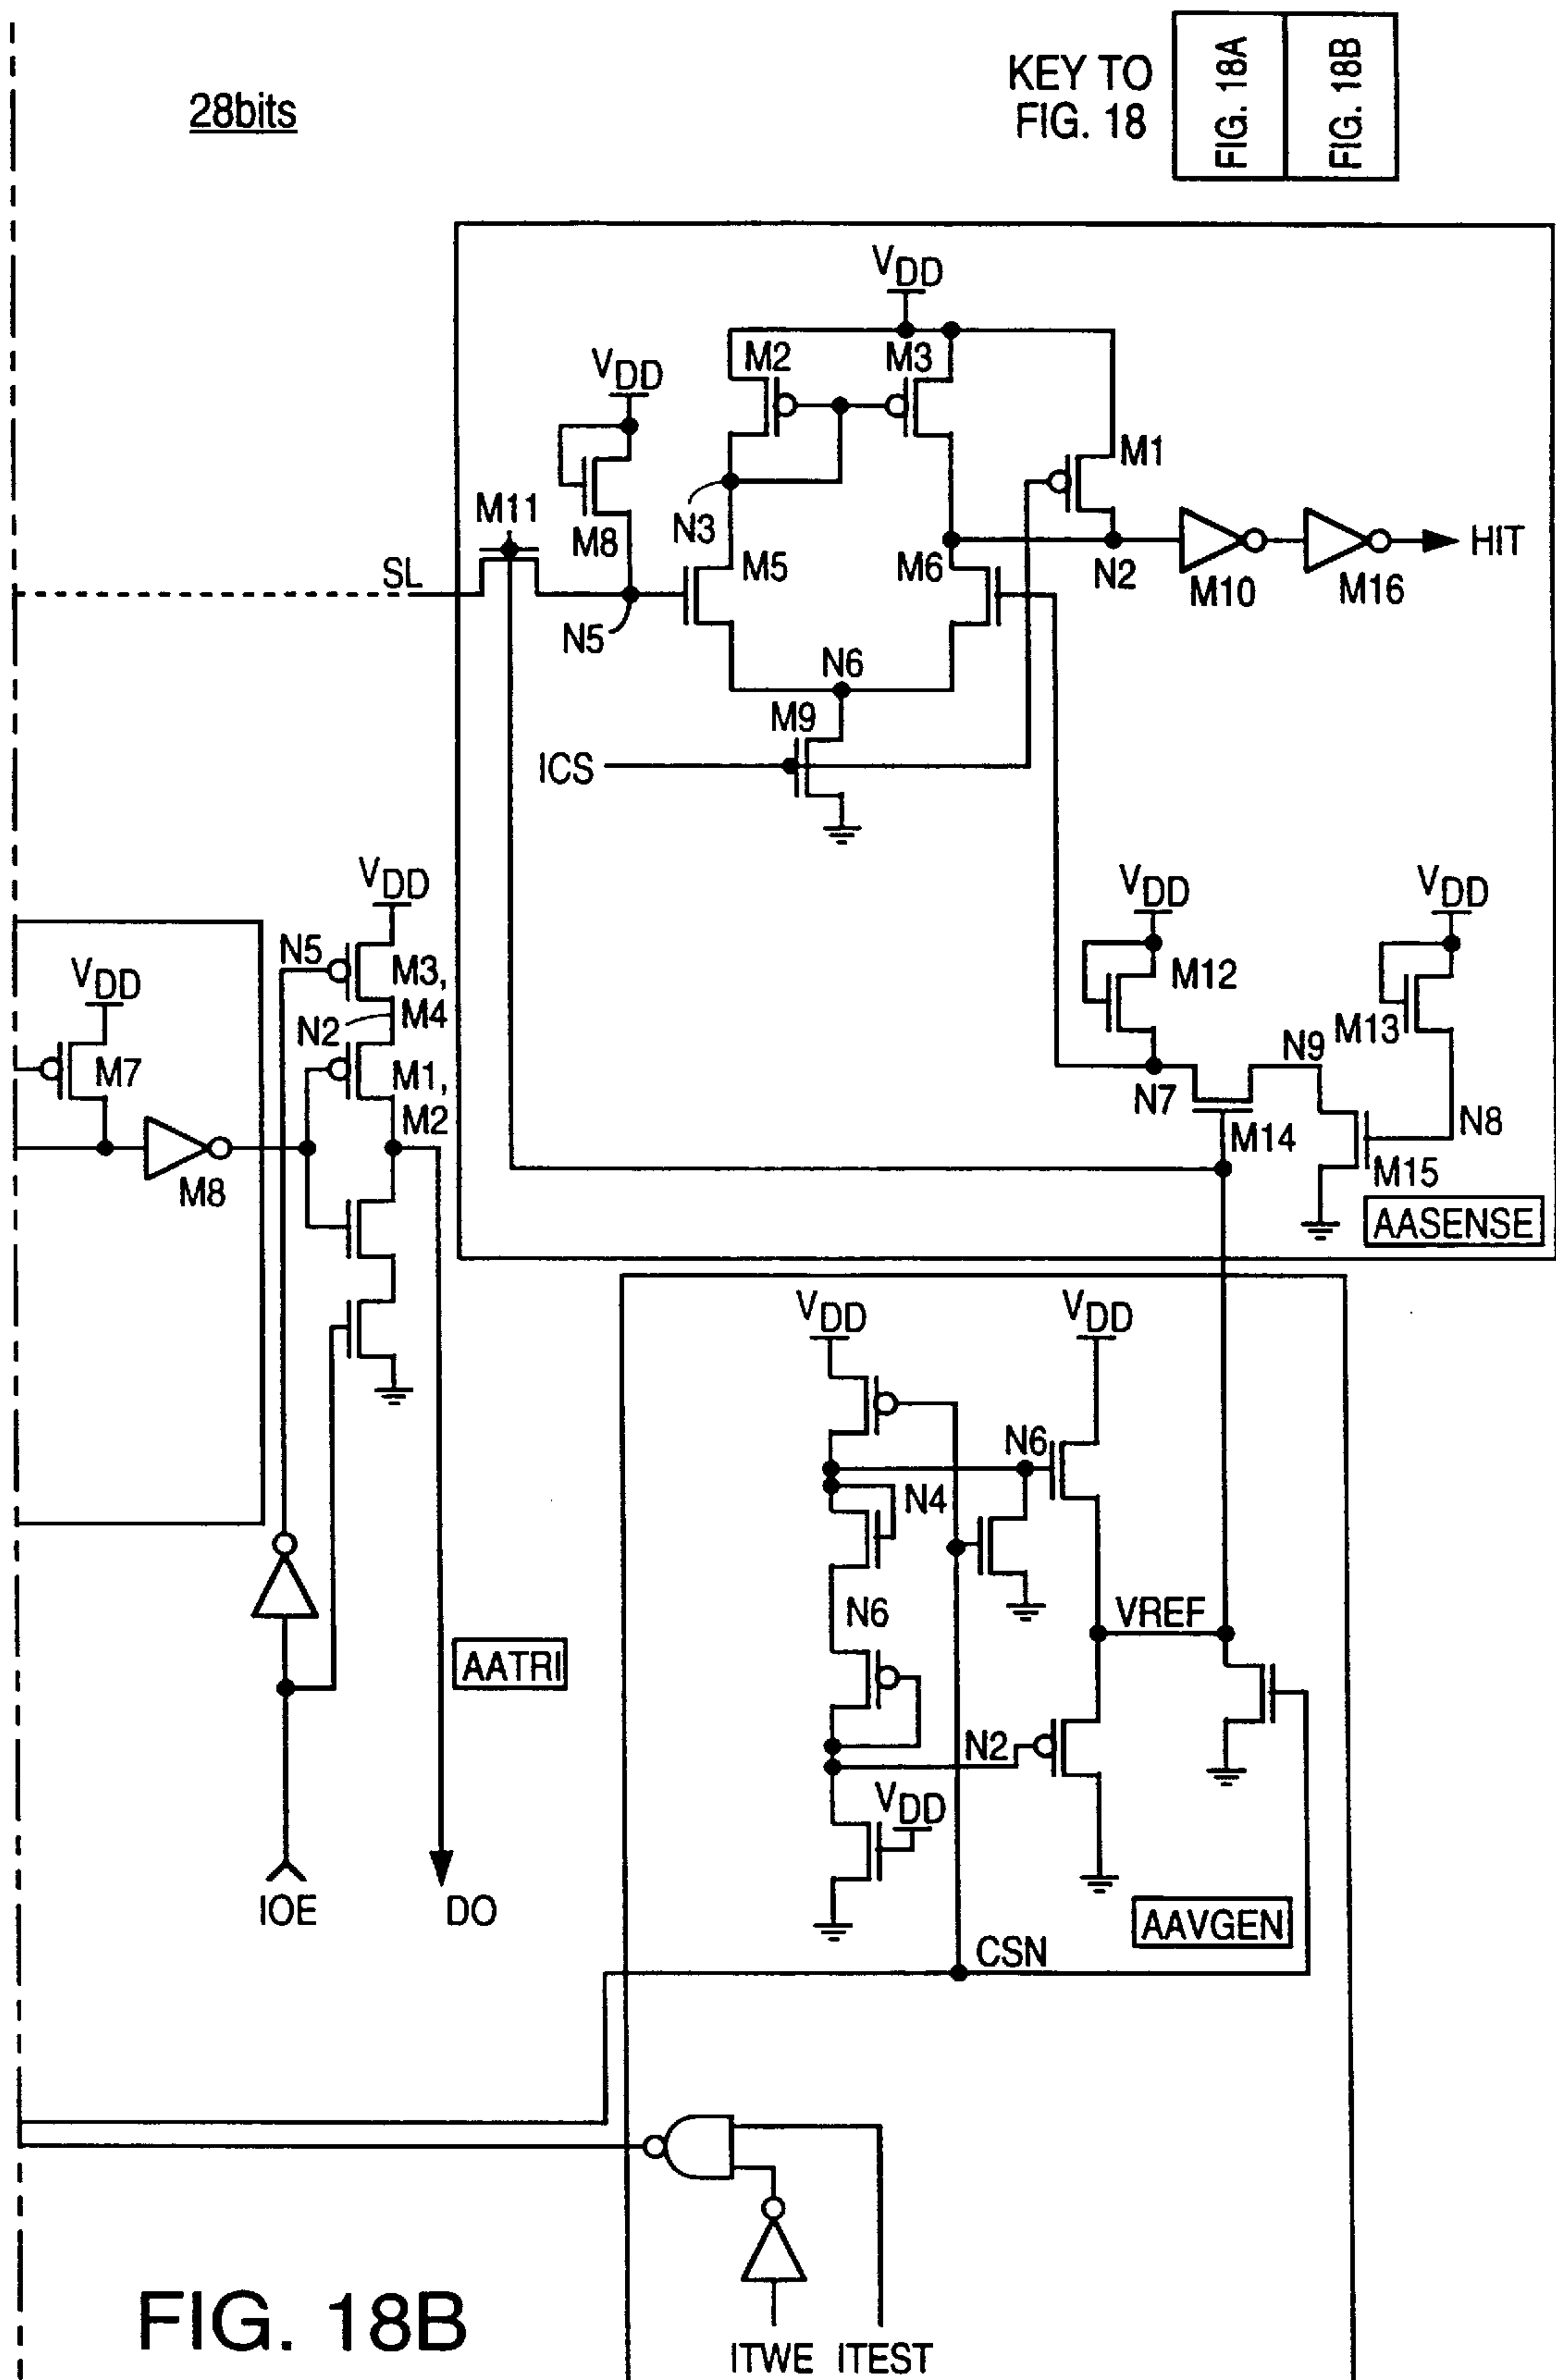 28bits
KEY TO
FIG. 18
FIG. 18A
FIG. 18B
VDD
M2
M3
VDD
M1
M11
N3
M8
SL
M5
M6
N2
HIT
M10
M16
N5
N6
M9
ICS
VDD
VDD
VDD
N5
M3,
M12
VDD
N2
M4
M13
N9
M7
M1,
N7
M2
N8
M14
M8
M15
AASENSE
VDD
VDD
N6
N4
N6
VREF
AATRI
N2
VDD
IOE
DO
AAVGEN
CSN
FIG. 18B
ITWE
ITEST